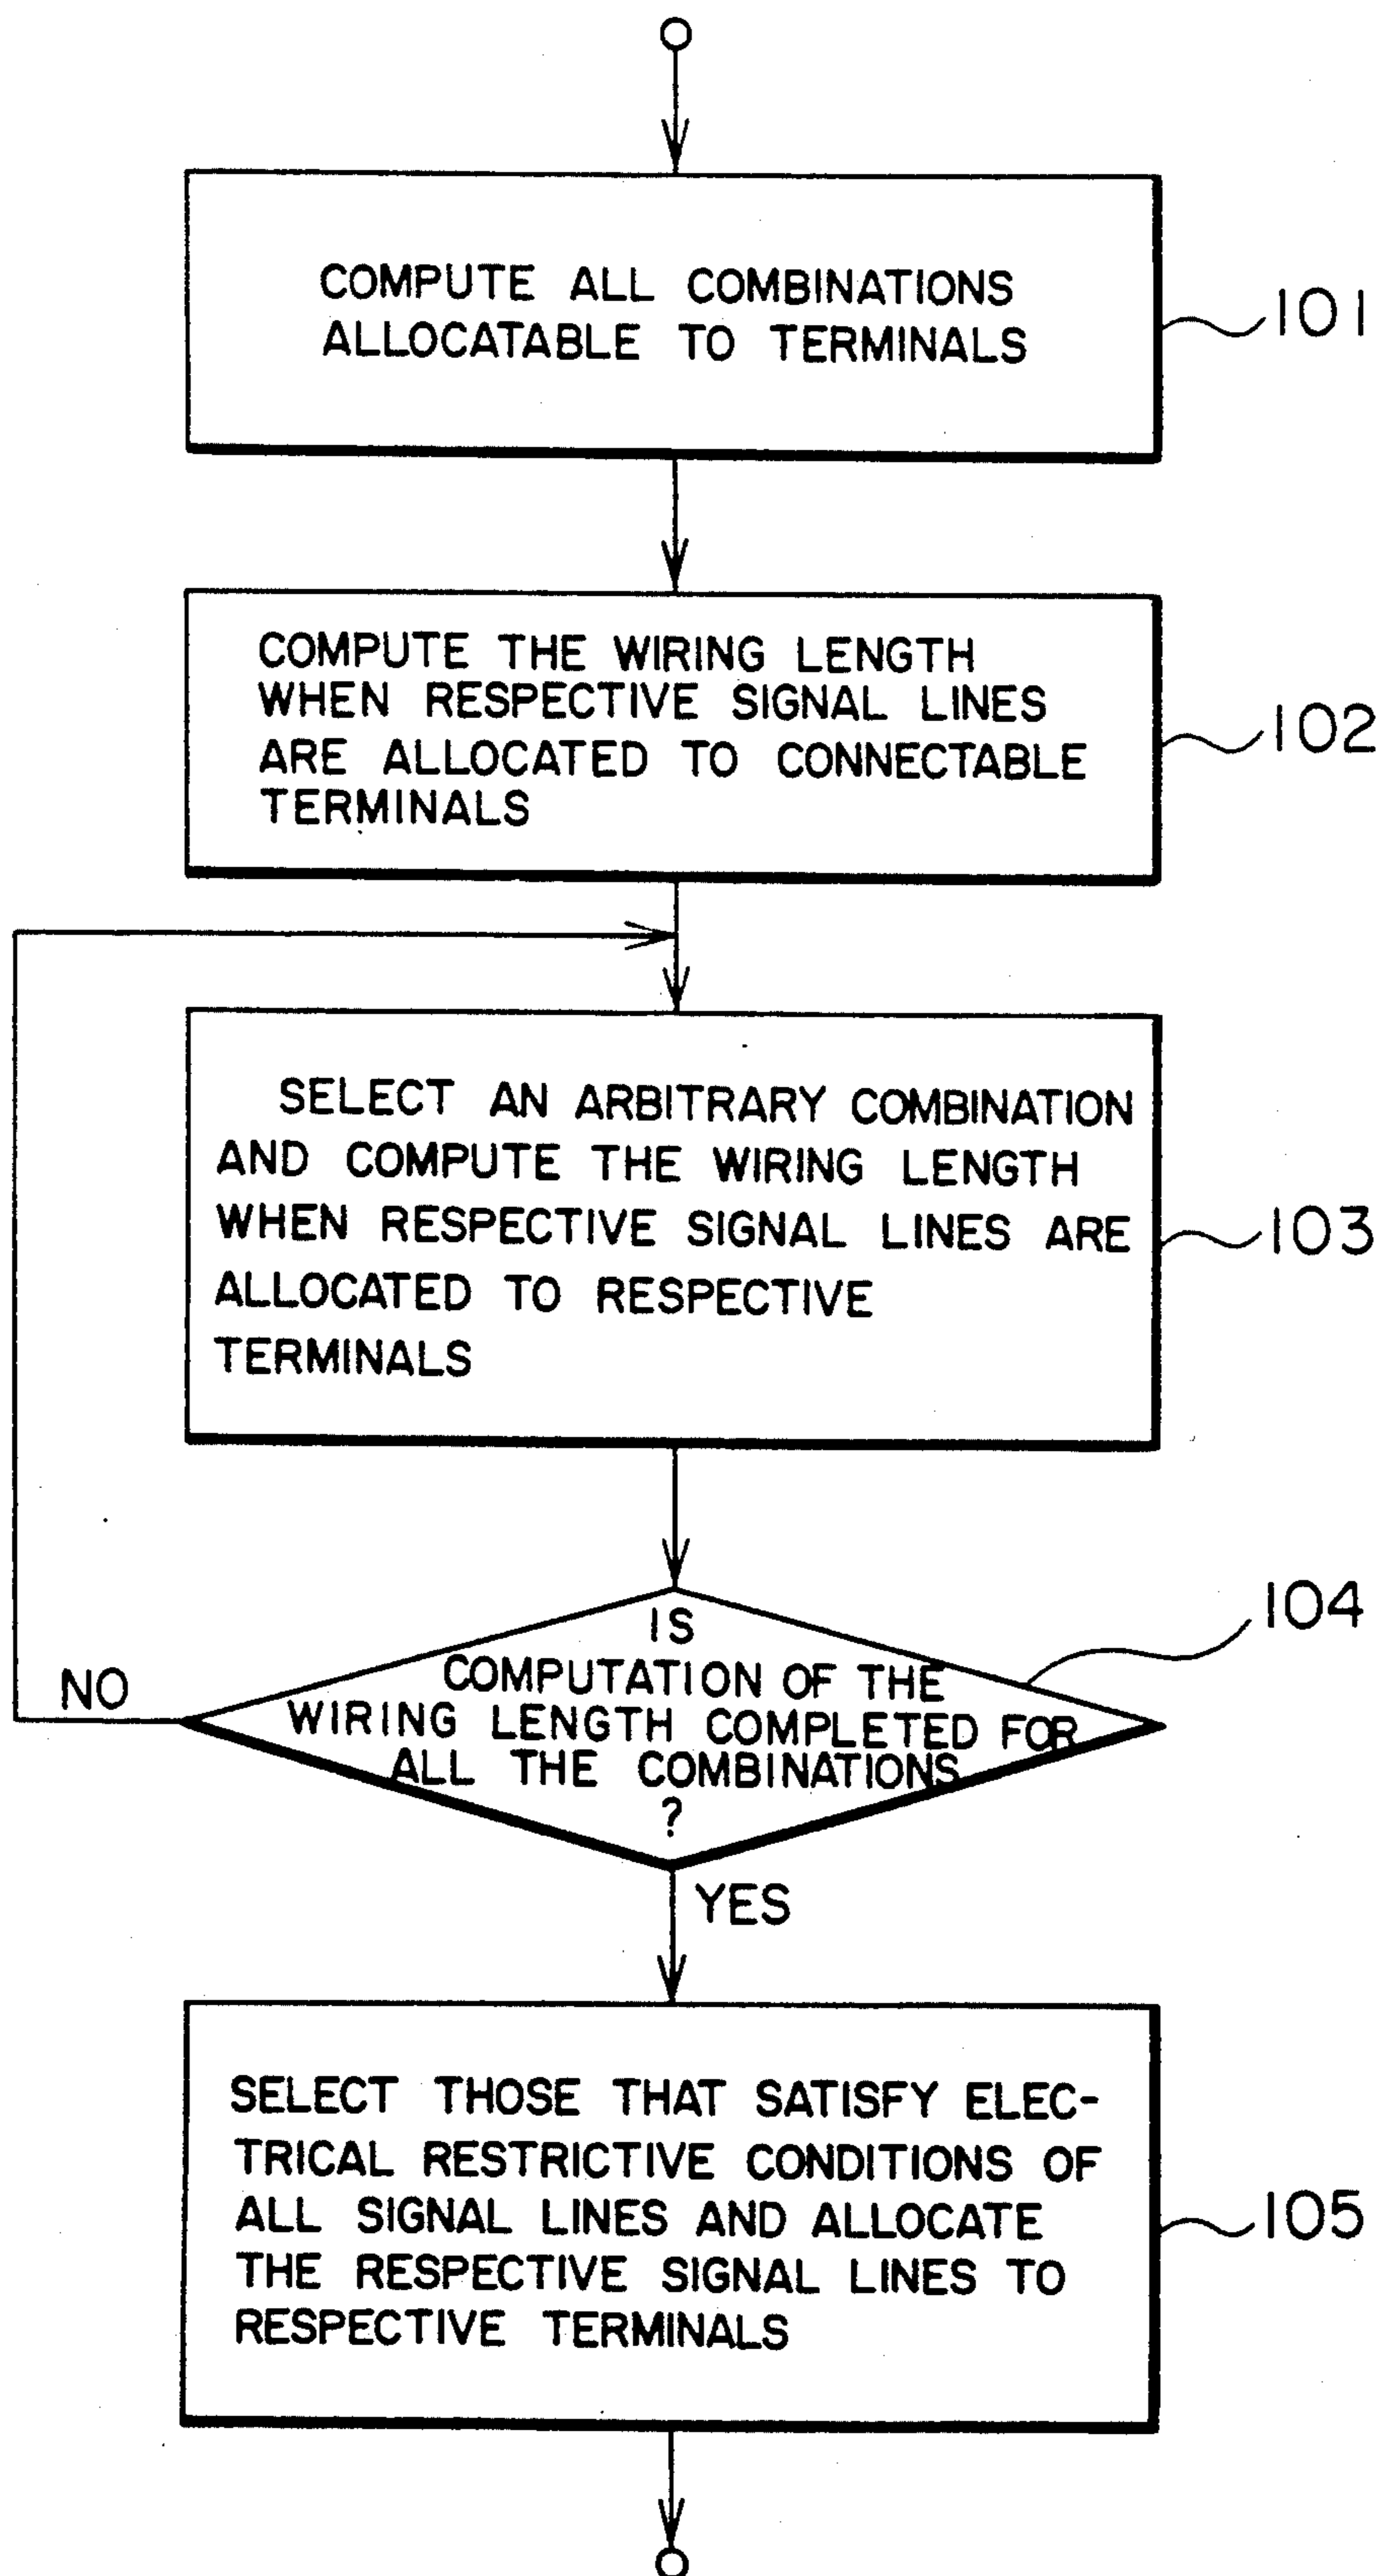 COMPUTE ALL COMBINATIONS
ALLOCATABLE TO TERMINALS
101
COMPUTE THE WIRING LENGTH
WHEN RESPECTIVE SIGNAL LINES
ARE ALLOCATED TO CONNECTABLE
TERMINALS
102
SELECT AN ARBITRARY COMBINATION
AND COMPUTE THE WIRING LENGTH
WHEN RESPECTIVE SIGNAL LINES ARE
ALLOCATED TO RESPECTIVE
TERMINALS
103
IS
COMPUTATION OF THE
WIRING LENGTH COMPLETED FOR
ALL THE COMBINATIONS
?
104
NO
YES
SELECT THOSE THAT SATISFY ELEC-
TRICAL RESTRICTIVE CONDITIONS OF
ALL SIGNAL LINES AND ALLOCATE
THE RESPECTIVE SIGNAL LINES TO
RESPECTIVE TERMINALS
105